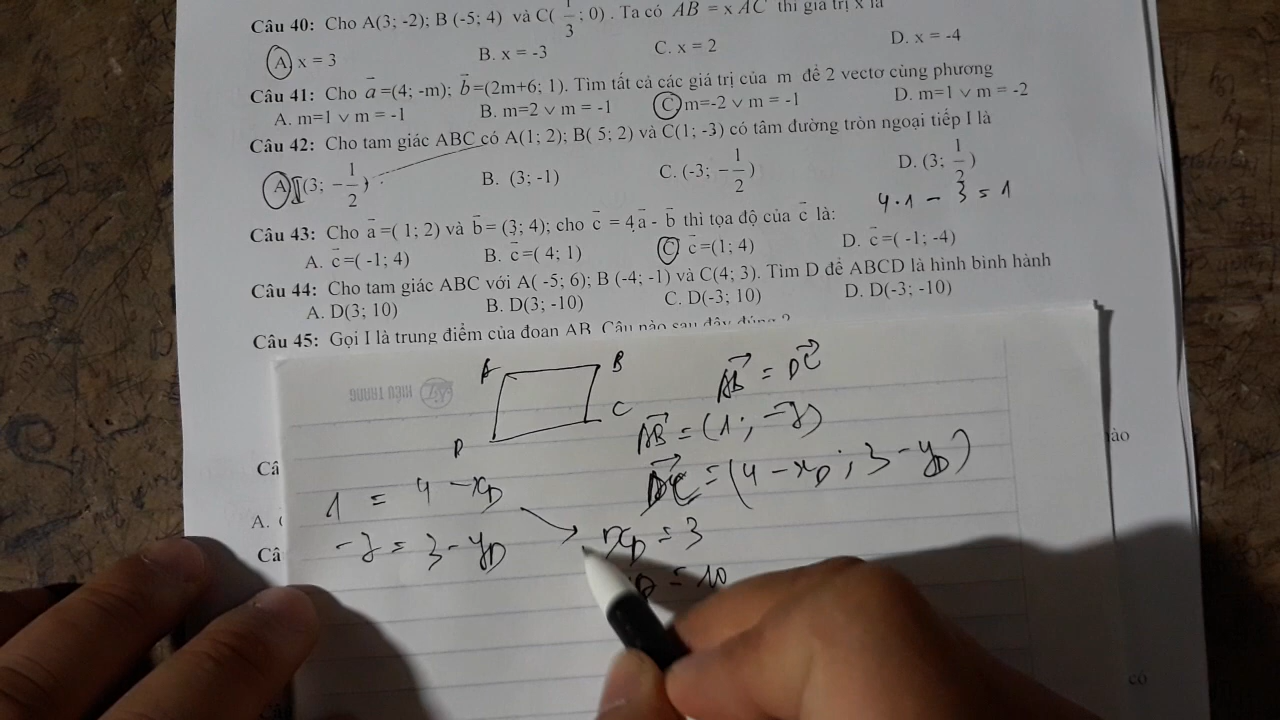 Câu 40: Cho A(3; -2); B (-5; 4) và C( 1/3 ; 0) . Ta có AB = x AC thì giá trị x là
A. x = 3 B. x = -3 C. x = 2 D. x = -4
Câu 41: Cho a⃗ =(4; -m); b⃗ =(2m+6; 1). Tìm tất cả các giá trị của m để 2 vectơ cùng phương
A. m=1 ∨ m = -1 B. m=2 ∨ m = -1 C. m=-2 ∨ m = -1 D. m=1 ∨ m = -2
Câu 42: Cho tam giác ABC có A(1; 2); B( 5; 2) và C(1; -3) có tâm đường tròn ngoại tiếp I là
A. (3; - 1/2) B. (3; -1) C. (-3; - 1/2) D. (3; 1/2)
4.1 - 3 = 1
Câu 43: Cho a⃗ =( 1; 2) và b⃗ = (3; 4); cho c⃗ = 4a⃗ - b⃗ thì tọa độ của c⃗ là:
A. c⃗ =( -1; 4) B. c⃗ =( 4; 1) C. c⃗ =(1; 4) D. c⃗ =( -1; -4)
Câu 44: Cho tam giác ABC với A( -5; 6); B (-4; -1) và C(4; 3). Tìm D để ABCD là hình bình hành
A. D(3; 10) B. D(3; -10) C. D(-3; 10) D. D(-3; -10)
Câu 45: Gọi I là trung điểm của đoạn AB. Câu nào sau đây đúng ?
A B
D C
AB⃗ = DC⃗
AB⃗ = (1 ; -7)
DC⃗ = (4 - xD ; 3 - yD)
1 = 4 - xD
-7 = 3 - yD
xD = 3
= 10
Câ
A. (
Câ
ào
có